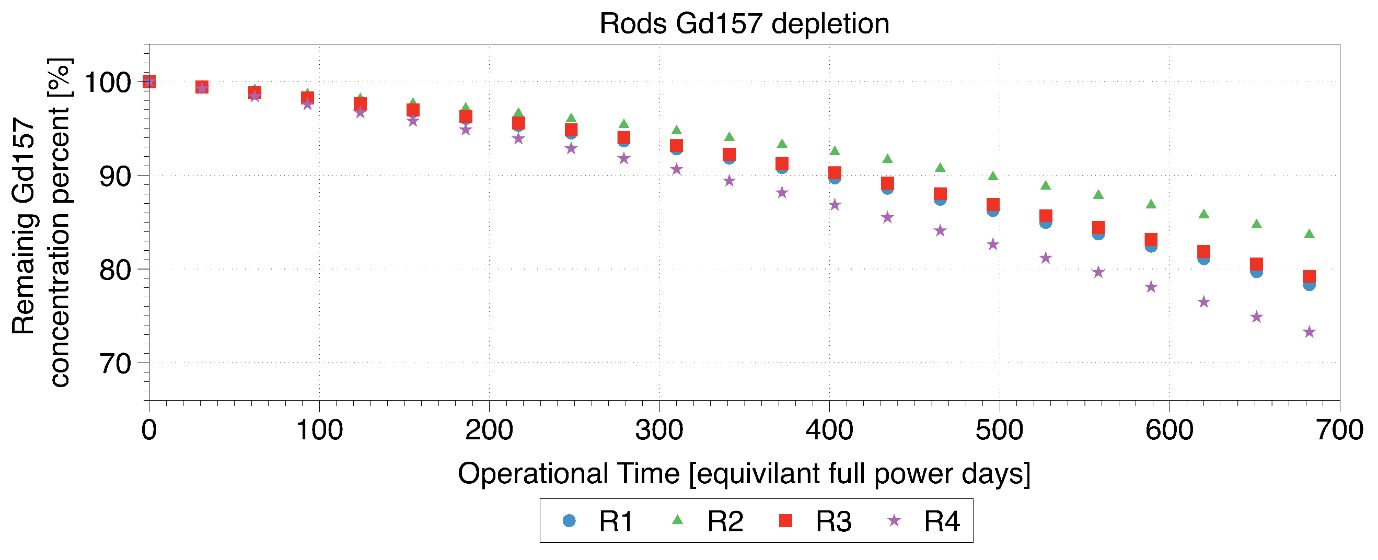 Rods Gd157 depletion
Remainig Gd157
concentration percent [%]
100
90
80
70
0 100 200 300 400 500 600 700
Operational Time [equivilant full power days]
R1 R2 R3 R4